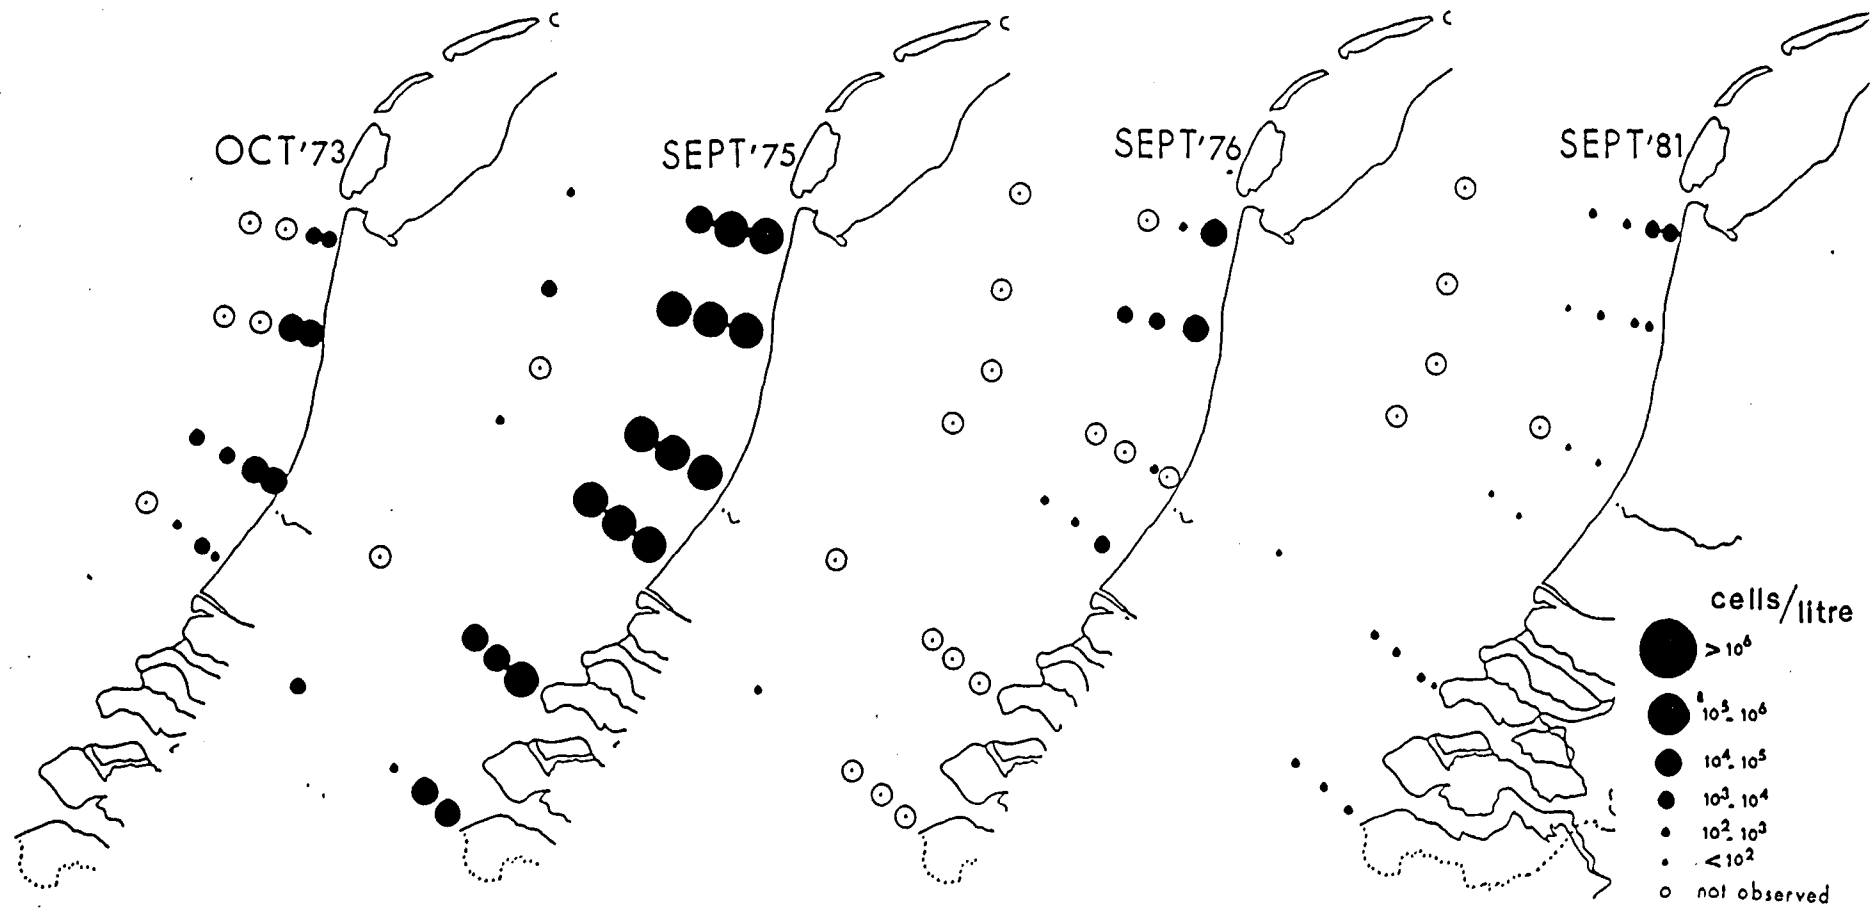 OCT'73
SEPT'75
SEPT'76
SEPT'81
cells/litre
>10⁶
10⁵-10⁶
10⁴-10⁵
10³-10⁴
10²-10³
<10²
not observed